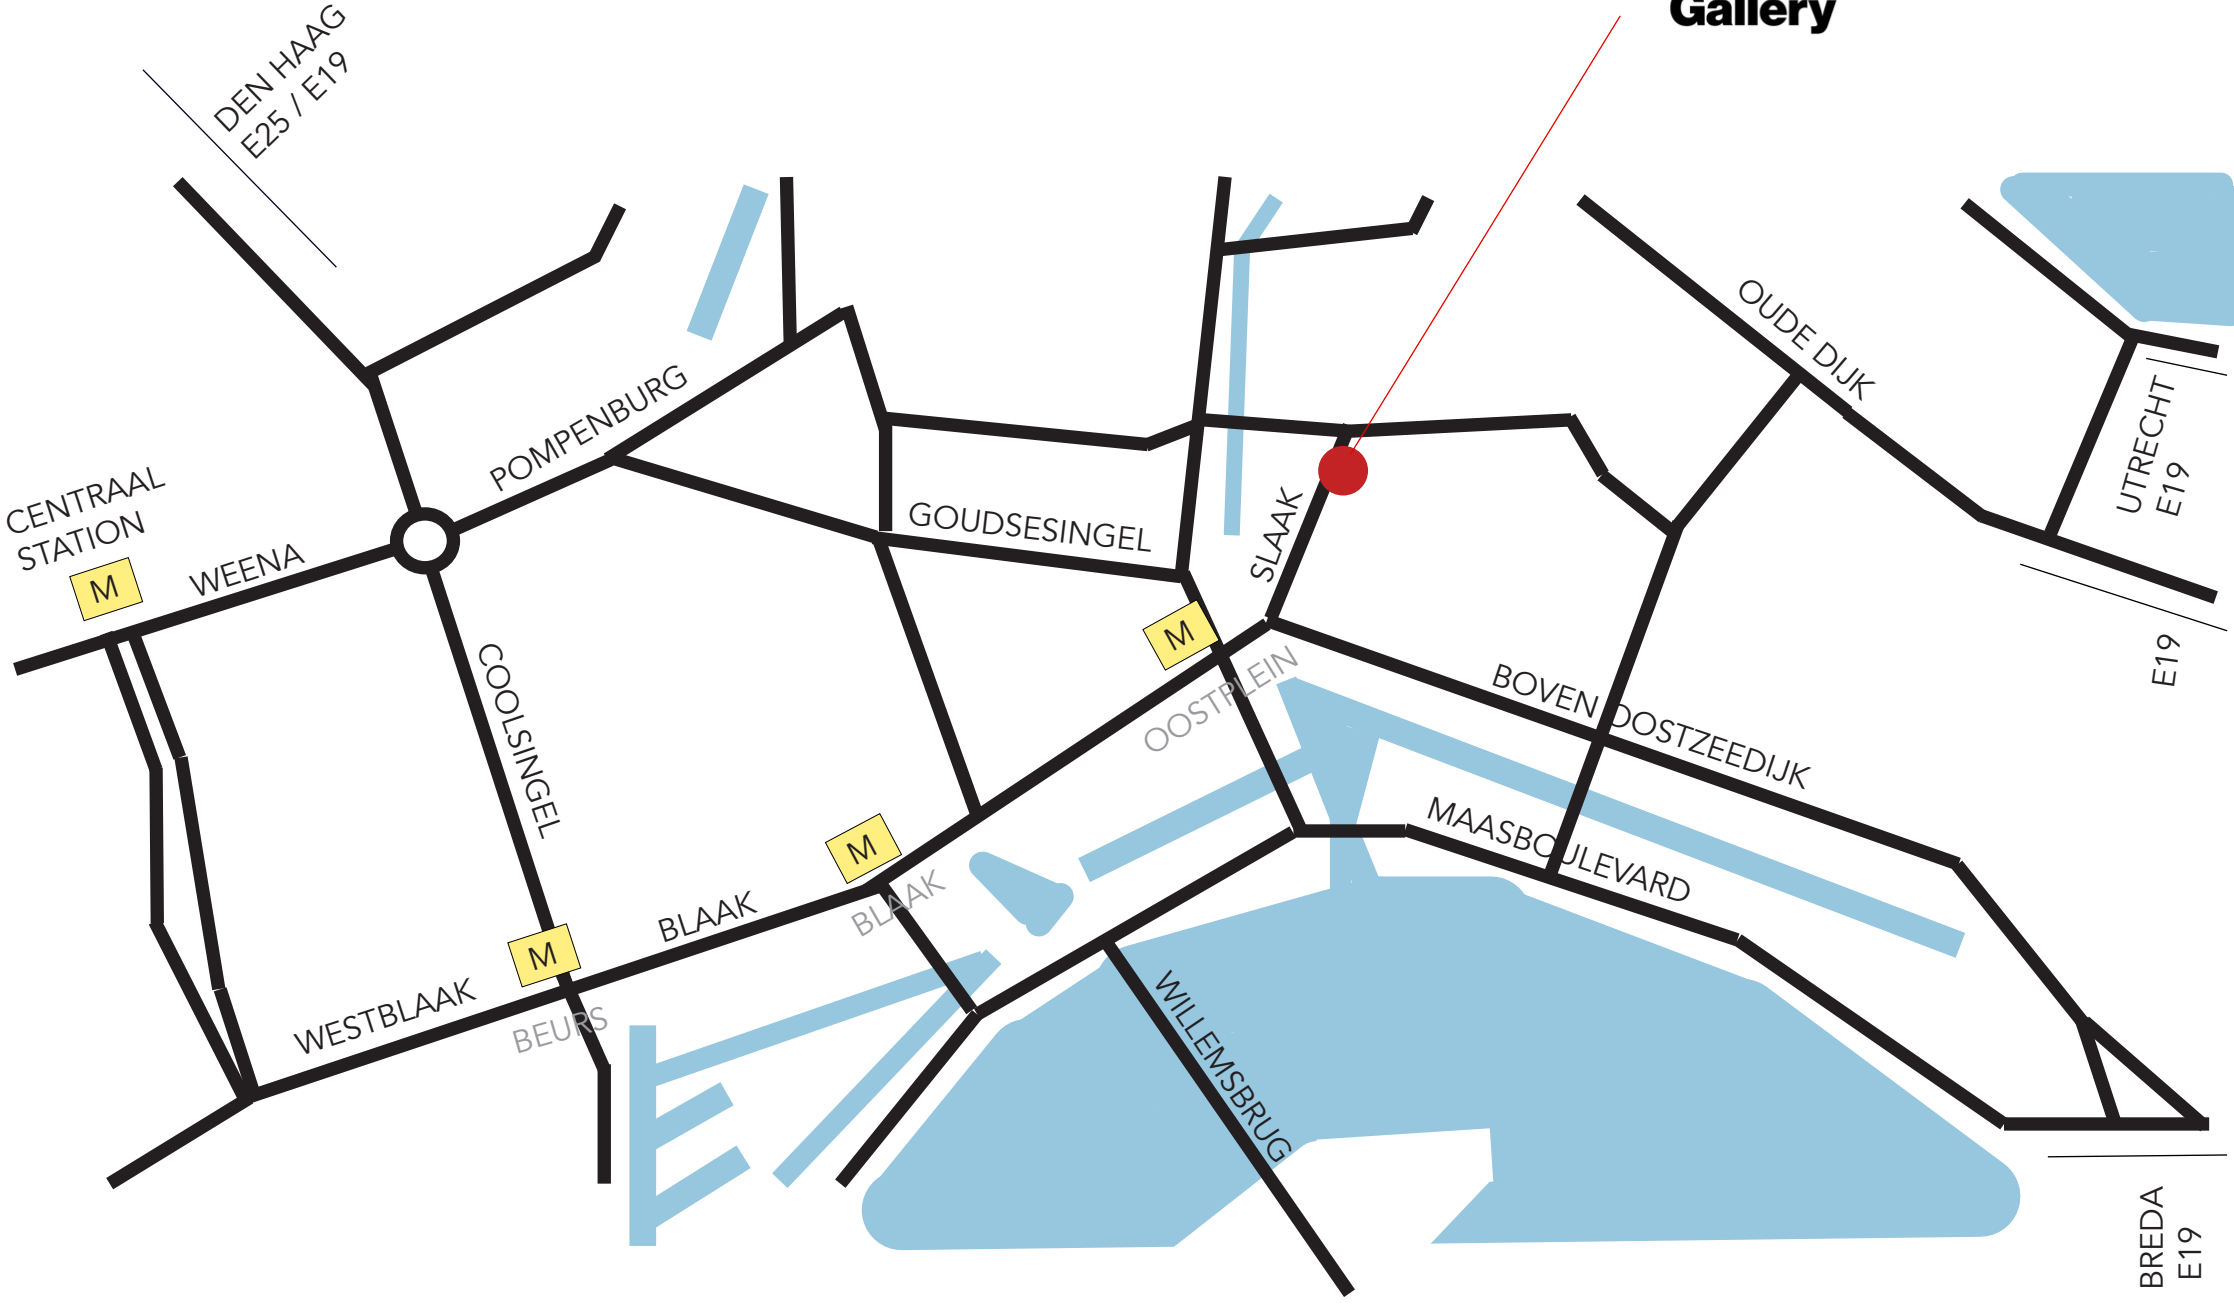 Gallery
DEN HAAG
E25 / E19
OUDE DIJK
POMPENBURG
UTRECHT
E19
CENTRAAL
STATION
M
WEENA
GOUDSESINGEL
SLAAK
M
OOSTPLEIN
E19
COOLSINGEL
BOVEN OOSTZEEDIJK
MAASBOULEVARD
M
BLAAK
BLAAK
M
BEURS
WESTBLAAK
WILLEMSBRUG
BREDA
E19